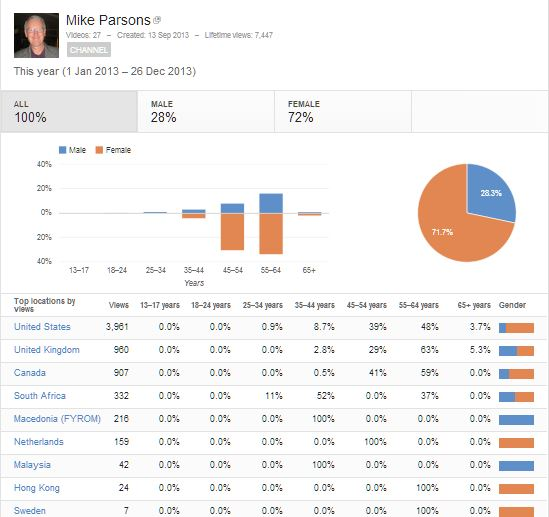 Mike Parsons
Videos: 27 – Created: 13 Sep 2013 – Lifetime views: 7,447
CHANNEL
This year (1 Jan 2013 – 26 Dec 2013)
ALL MALE FEMALE
100% 28% 72%
Male Female
40%
20%
0%
20%
40%
13–17 18–24 25–34 35–44 45–54 55–64 65+
Years
28.3%
71.7%
Top locations by views Views 13–17 years 18–24 years 25–34 years 35–44 years 45–54 years 55–64 years 65+ years Gender
United States 3,961 0.0% 0.0% 0.9% 8.7% 39% 48% 3.7%
United Kingdom 960 0.0% 0.0% 0.0% 2.8% 29% 63% 5.3%
Canada 907 0.0% 0.0% 0.0% 0.5% 41% 59% 0.0%
South Africa 332 0.0% 0.0% 11% 52% 0.0% 37% 0.0%
Macedonia (FYROM) 216 0.0% 0.0% 0.0% 100% 0.0% 0.0% 0.0%
Netherlands 159 0.0% 0.0% 0.0% 0.0% 100% 0.0% 0.0%
Malaysia 42 0.0% 0.0% 0.0% 100% 0.0% 0.0% 0.0%
Hong Kong 24 0.0% 0.0% 0.0% 0.0% 0.0% 100% 0.0%
Sweden 7 0.0% 0.0% 0.0% 0.0% 0.0% 100% 0.0%